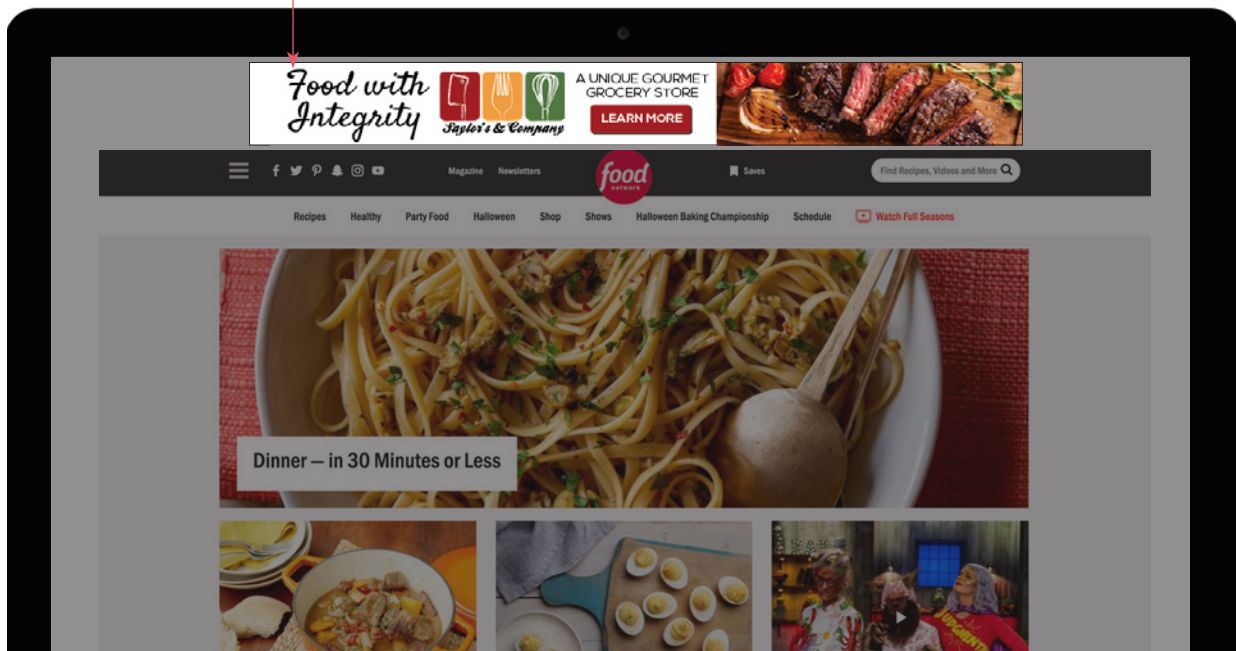 Food with
Integrity
Saylor's & Company
A UNIQUE GOURMET
GROCERY STORE
LEARN MORE
Magazine Newsletters
food
network
Saves
Find Recipes, Videos and More
Recipes Healthy Party Food Halloween Shop Shows Halloween Baking Championship Schedule Watch Full Seasons
Dinner — in 30 Minutes or Less
JUDGMENT